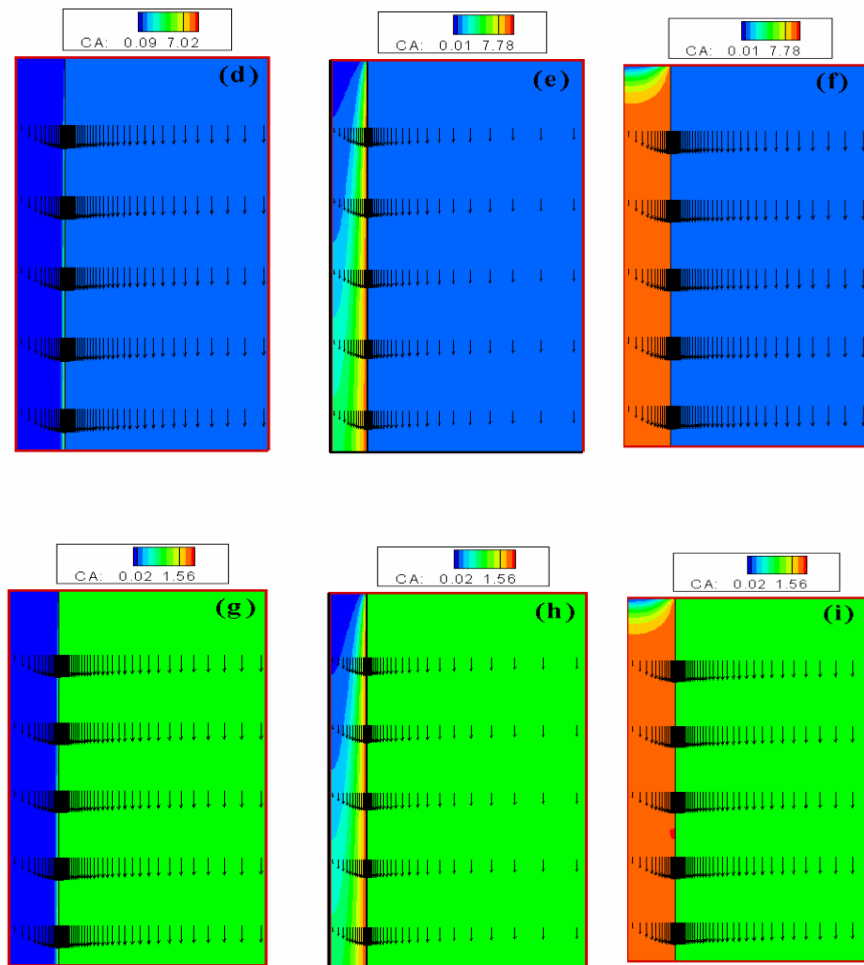 CA: 0.09 7.02
CA: 0.01 7.78
CA: 0.01 7.78
(d)
(e)
(f)
CA: 0.02 1.56
CA: 0.02 1.56
CA: 0.02 1.56
(g)
(h)
(i)